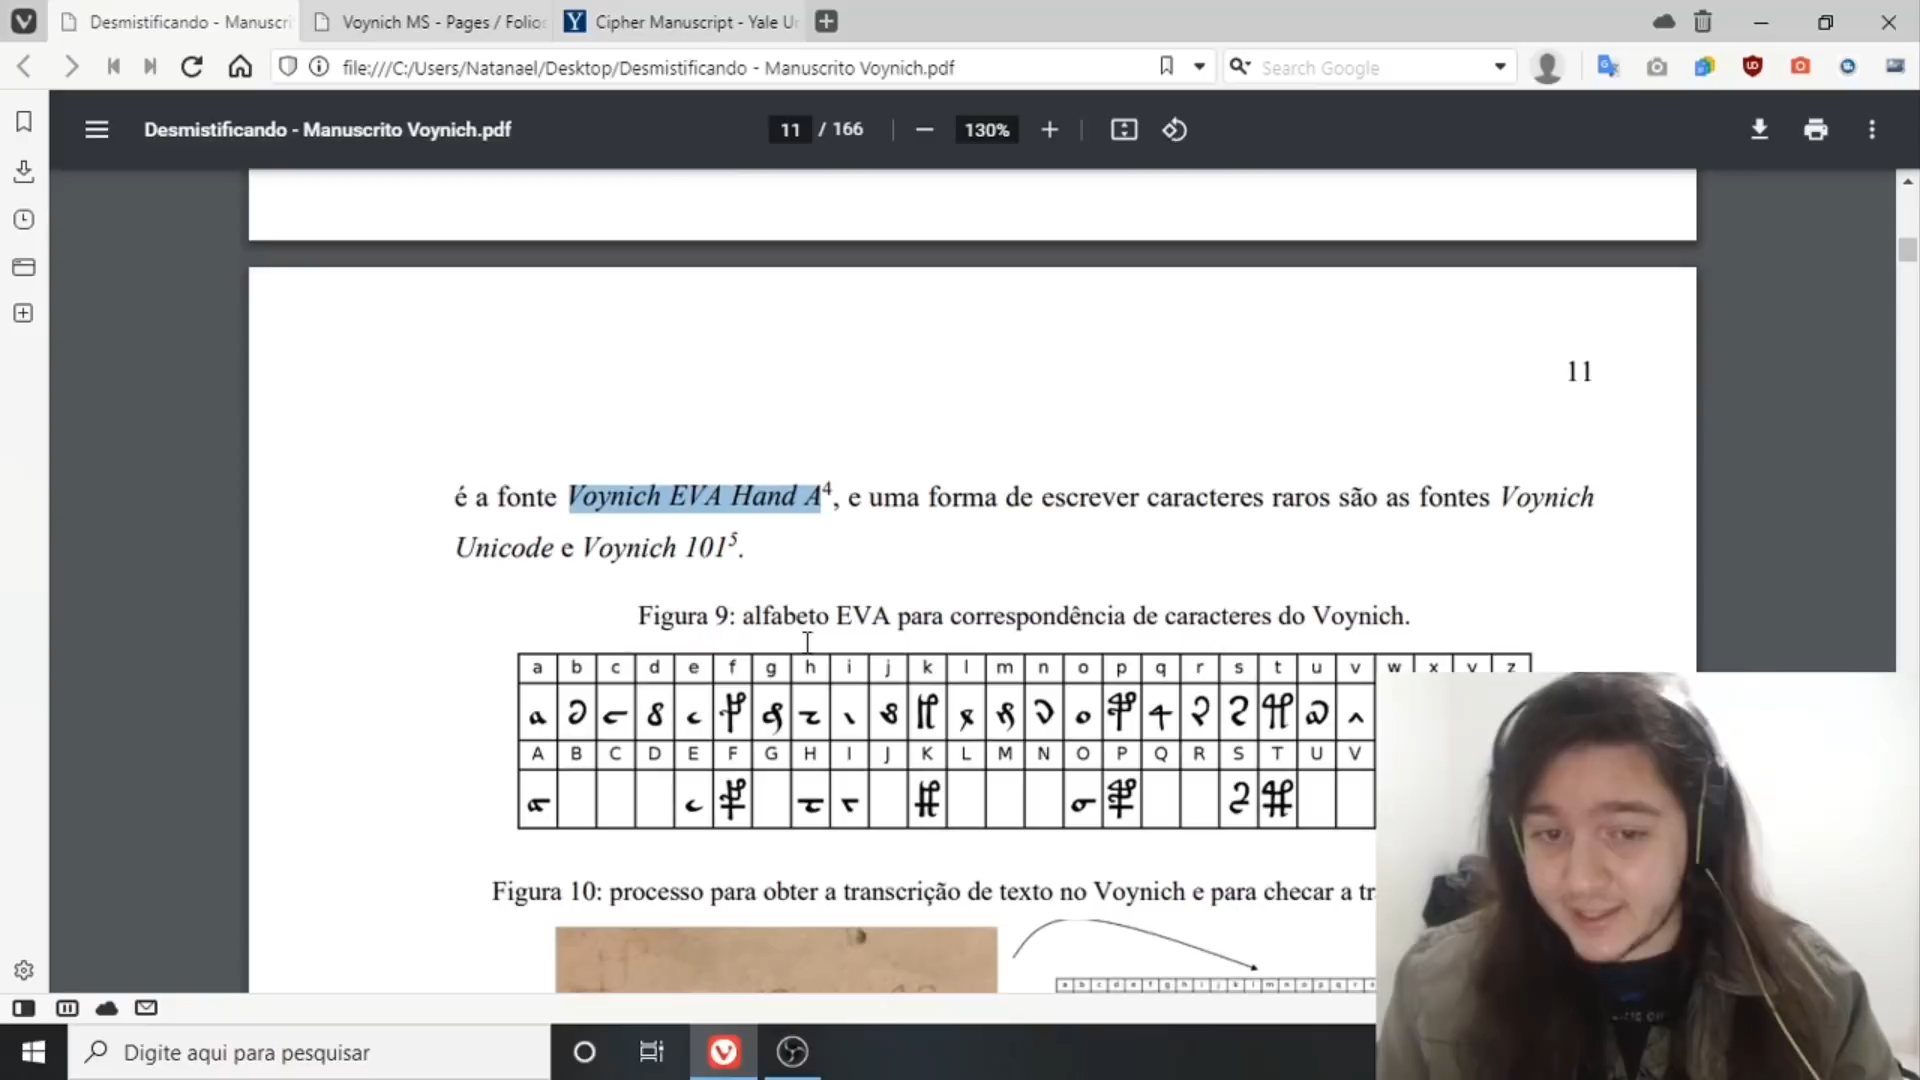 Desmistificando - Manuscri
Voynich MS - Pages / Folios
Cipher Manuscript - Yale Un
file:///C:/Users/Natanael/Desktop/Desmistificando - Manuscrito Voynich.pdf
Search Google
Desmistificando - Manuscrito Voynich.pdf
11 / 166
130%
11
é a fonte Voynich EVA Hand A4, e uma forma de escrever caracteres raros são as fontes Voynich
Unicode e Voynich 1015.
Figura 9: alfabeto EVA para correspondência de caracteres do Voynich.
a b c d e f g h i j k l m n o p q r s t u v w x y z
A B C D E F G H I J K L M N O P Q R S T U V
Figura 10: processo para obter a transcrição de texto no Voynich e para checar a tr
Digite aqui para pesquisar